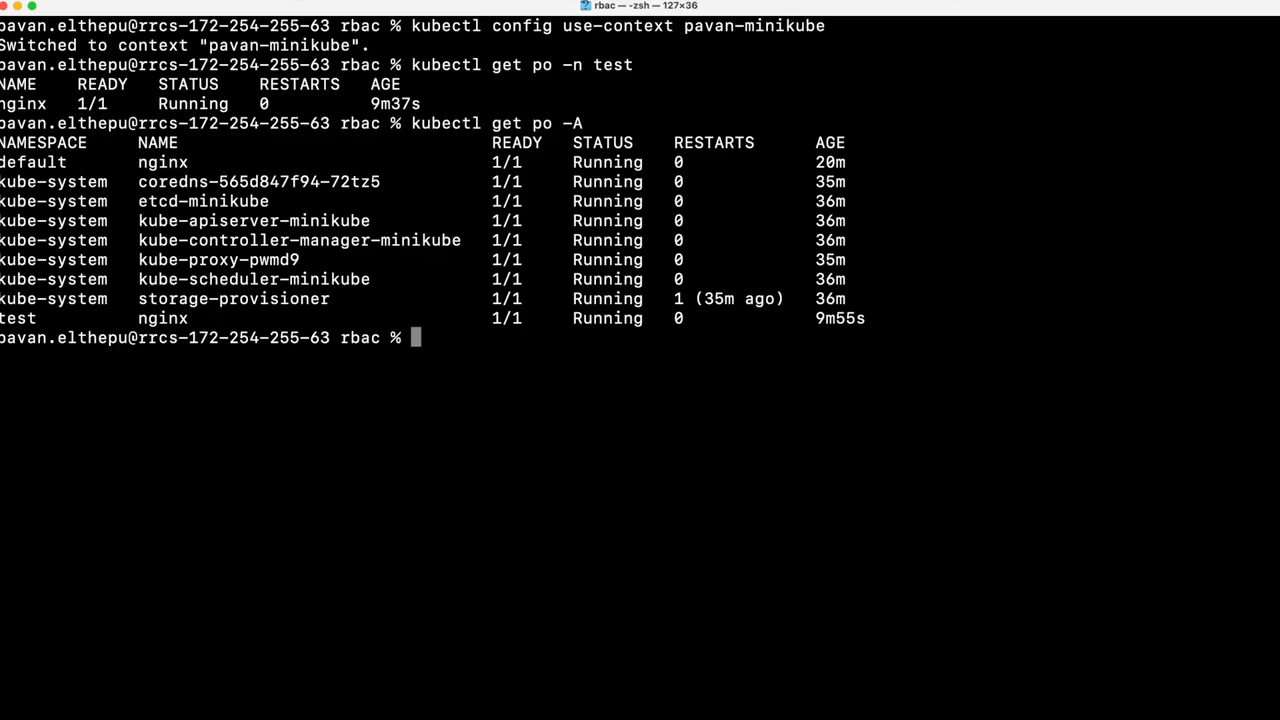 rbac — -zsh — 127×36
pavan.elthepu@rrcs-172-254-255-63 rbac % kubectl config use-context pavan-minikube
Switched to context "pavan-minikube".
pavan.elthepu@rrcs-172-254-255-63 rbac % kubectl get po -n test
NAME READY STATUS RESTARTS AGE
nginx 1/1 Running 0 9m37s
pavan.elthepu@rrcs-172-254-255-63 rbac % kubectl get po -A
NAMESPACE NAME READY STATUS RESTARTS AGE
default nginx 1/1 Running 0 20m
kube-system coredns-565d847f94-72tz5 1/1 Running 0 35m
kube-system etcd-minikube 1/1 Running 0 36m
kube-system kube-apiserver-minikube 1/1 Running 0 36m
kube-system kube-controller-manager-minikube 1/1 Running 0 36m
kube-system kube-proxy-pwmd9 1/1 Running 0 35m
kube-system kube-scheduler-minikube 1/1 Running 0 36m
kube-system storage-provisioner 1/1 Running 1 (35m ago) 36m
test nginx 1/1 Running 0 9m55s
pavan.elthepu@rrcs-172-254-255-63 rbac %